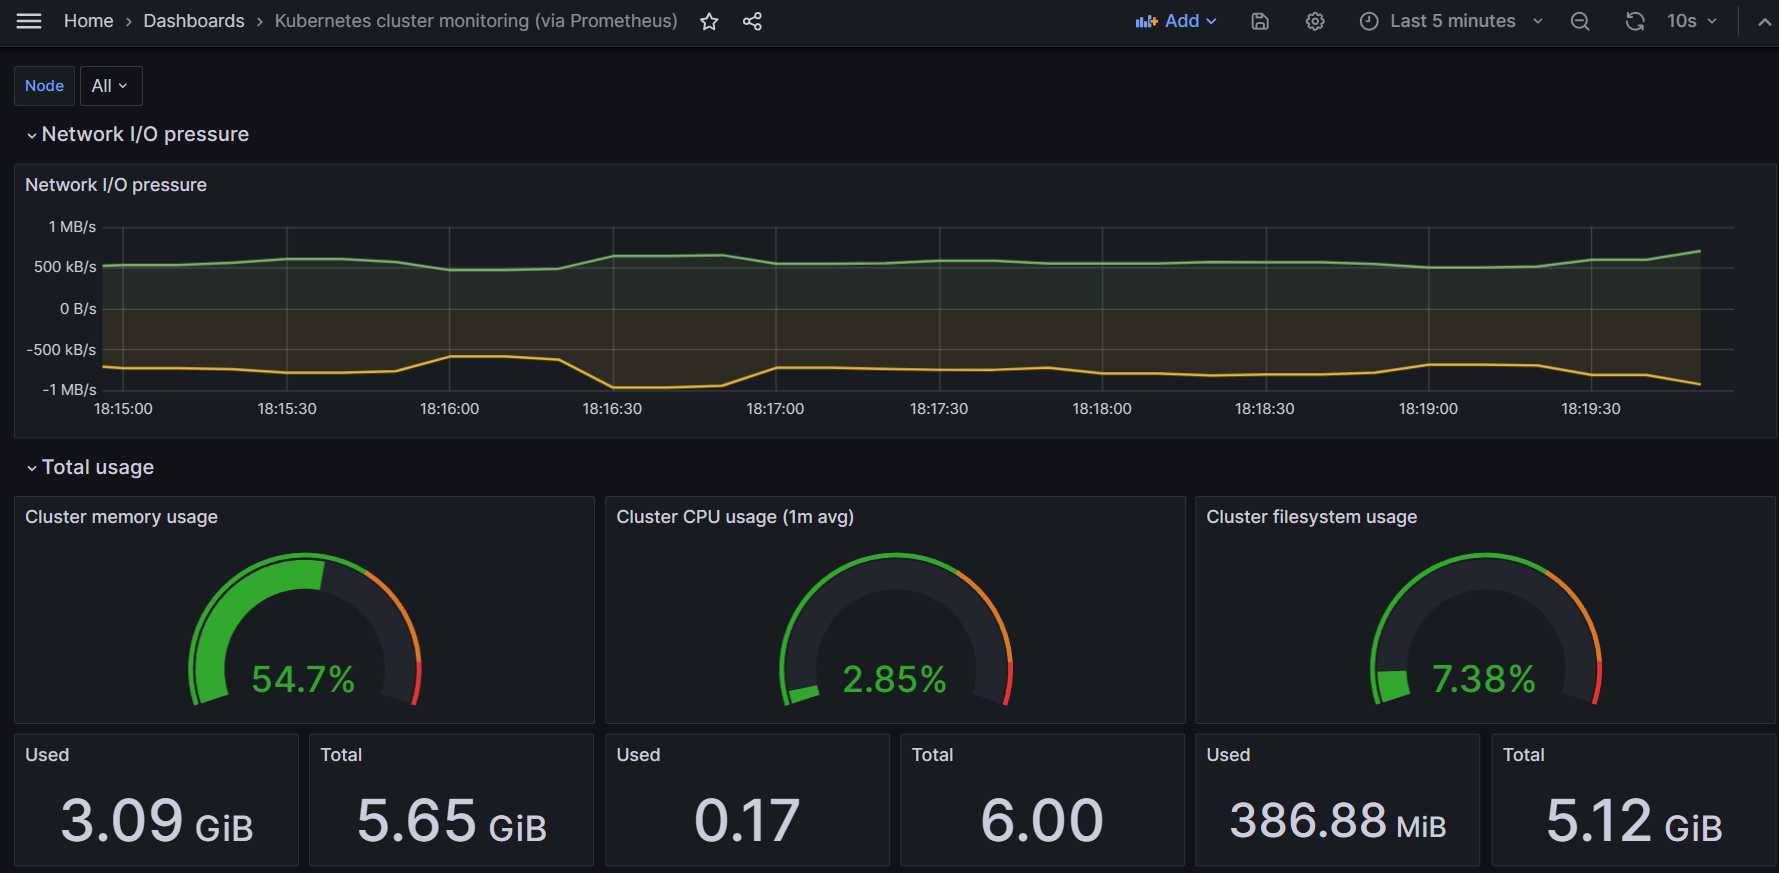 Home › Dashboards › Kubernetes cluster monitoring (via Prometheus) Add Last 5 minutes 10s
Node All
Network I/O pressure
Network I/O pressure
1 MB/s
500 kB/s
0 B/s
-500 kB/s
-1 MB/s
18:15:00 18:15:30 18:16:00 18:16:30 18:17:00 18:17:30 18:18:00 18:18:30 18:19:00 18:19:30
Total usage
Cluster memory usage
54.7%
Cluster CPU usage (1m avg)
2.85%
Cluster filesystem usage
7.38%
Used
3.09 GiB
Total
5.65 GiB
Used
0.17
Total
6.00
Used
386.88 MiB
Total
5.12 GiB